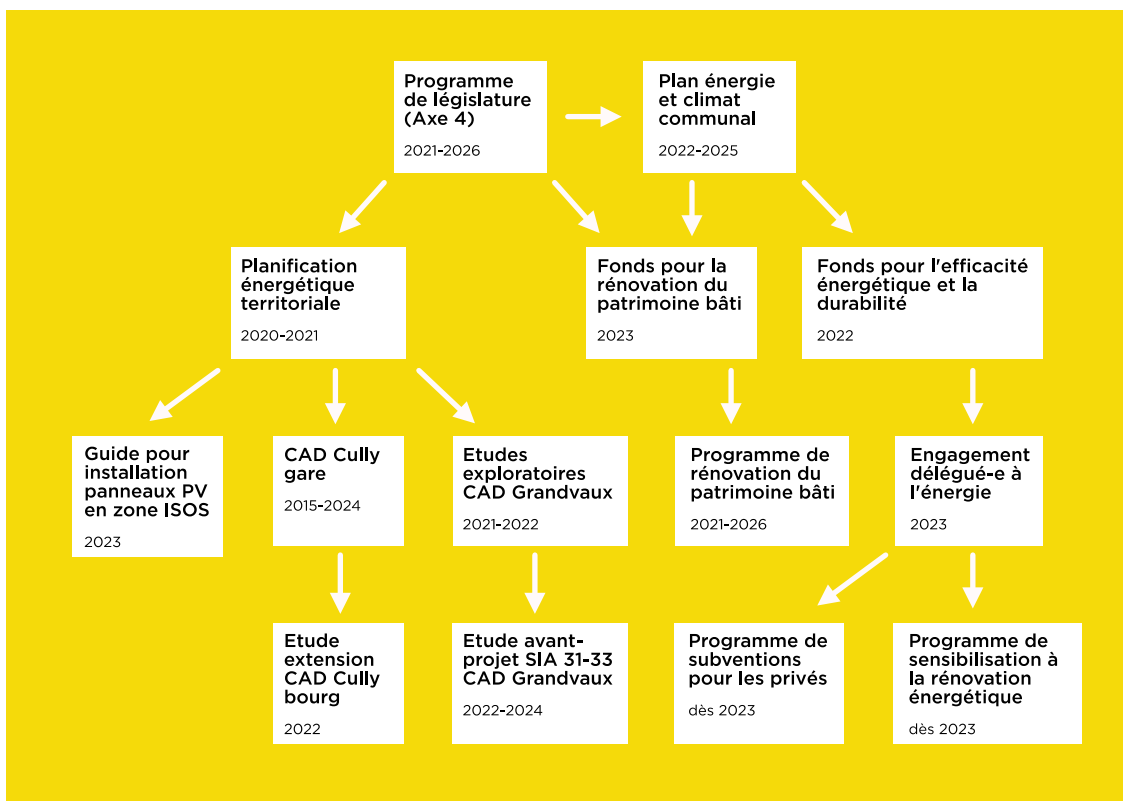 Programme
de législature
(Axe 4)
2021-2026
Plan énergie
et climat
communal
2022-2025
Planification
énergétique
territoriale
2020-2021
Fonds pour la
rénovation du
patrimoine bâti
2023
Fonds pour l'efficacité
énergétique et la
durabilité
2022
Guide pour
installation
panneaux PV
en zone ISOS
2023
CAD Cully
gare
2015-2024
Etudes
exploratoires
CAD Grandvaux
2021-2022
Programme de
rénovation du
patrimoine bâti
2021-2026
Engagement
délégué-e à
l'énergie
2023
Etude
extension
CAD Cully
bourg
2022
Etude avant-
projet SIA 31-33
CAD Grandvaux
2022-2024
Programme de
subventions
pour les privés
dès 2023
Programme de
sensibilisation à
la rénovation
énergétique
dès 2023